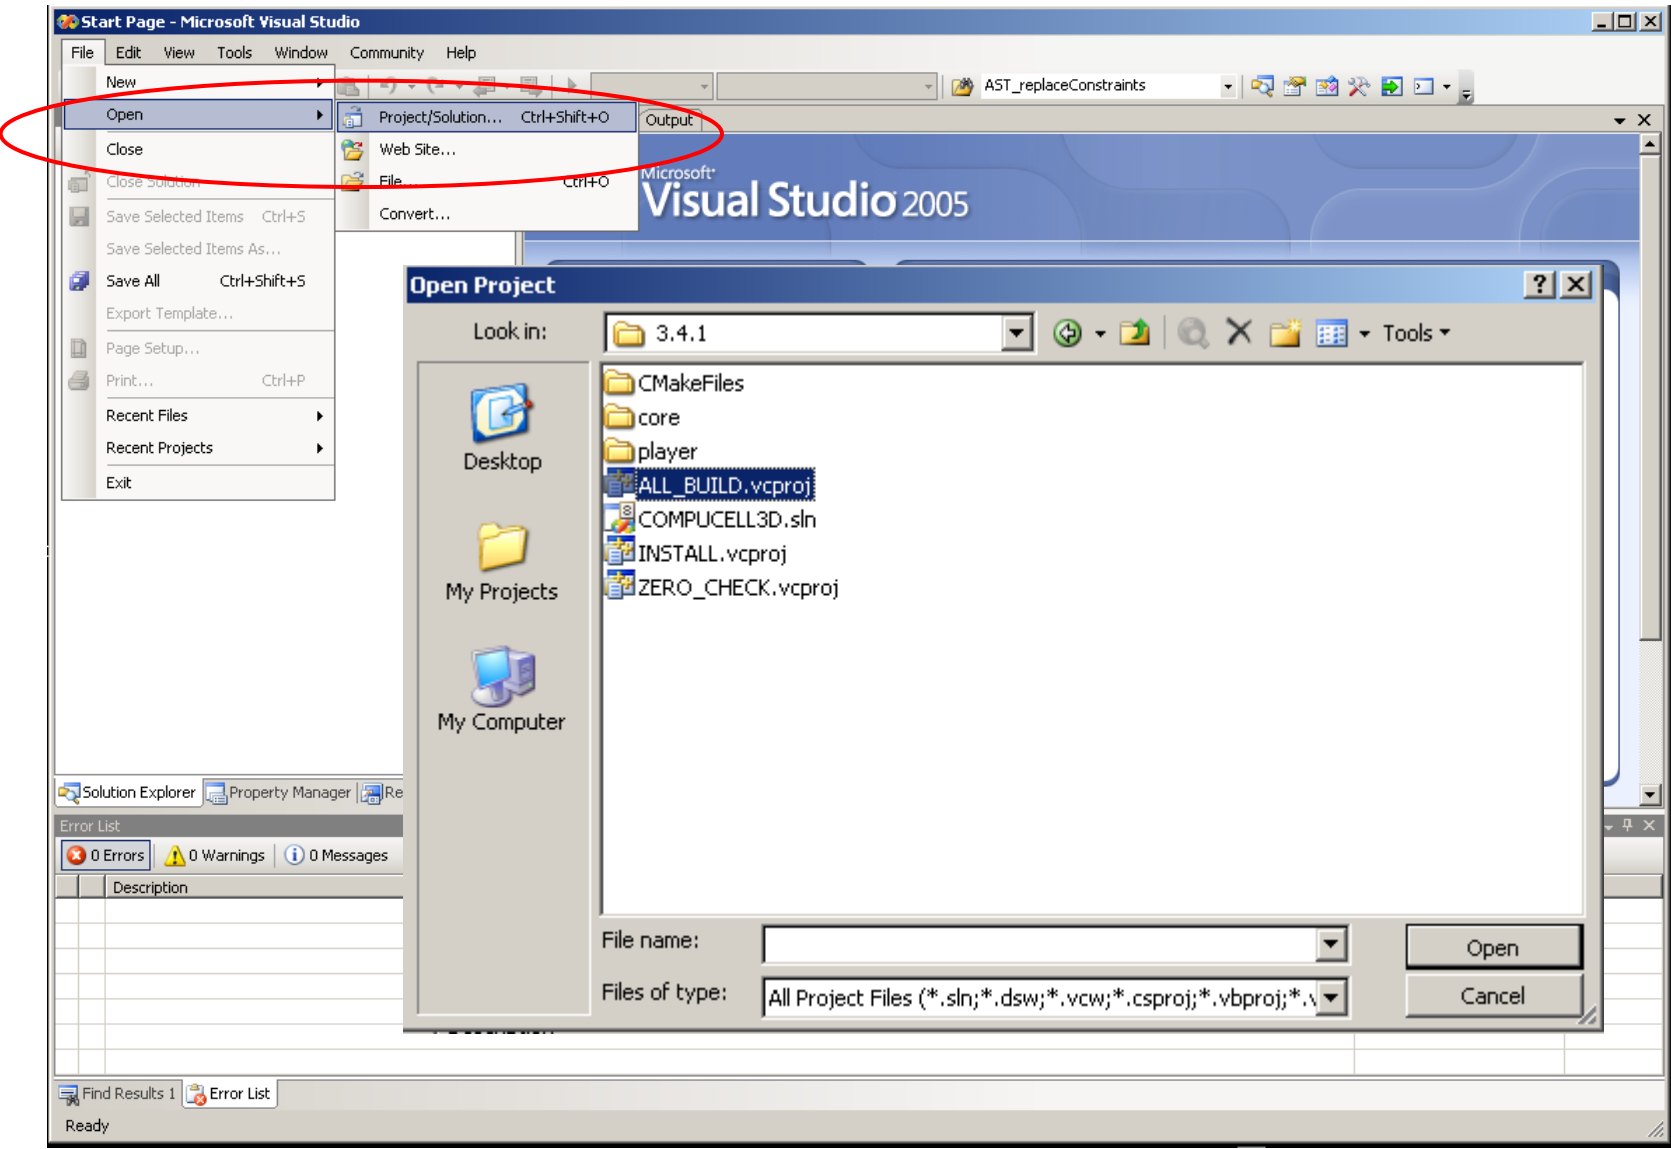 Start Page - Microsoft Visual Studio
File Edit View Tools Window Community Help
New
AST_replaceConstraints
Open
Project/Solution... Ctrl+Shift+O
Output
Close
Web Site...
Close Solution
File... Ctrl+O
Microsoft
Visual Studio 2005
Save Selected Items Ctrl+S
Convert...
Save Selected Items As...
Save All Ctrl+Shift+S
Export Template...
Page Setup...
Print... Ctrl+P
Recent Files
Recent Projects
Exit
Open Project
Look in:
3.4.1
Tools
CMakeFiles
core
player
ALL_BUILD.vcproj
COMPUCELL3D.sln
INSTALL.vcproj
ZERO_CHECK.vcproj
Desktop
My Projects
My Computer
File name:
Open
Files of type:
All Project Files (*.sln;*.dsw;*.vcw;*.csproj;*.vbproj;*.v
Cancel
Solution Explorer Property Manager Re
Error List
0 Errors 0 Warnings 0 Messages
Description
Find Results 1 Error List
Ready